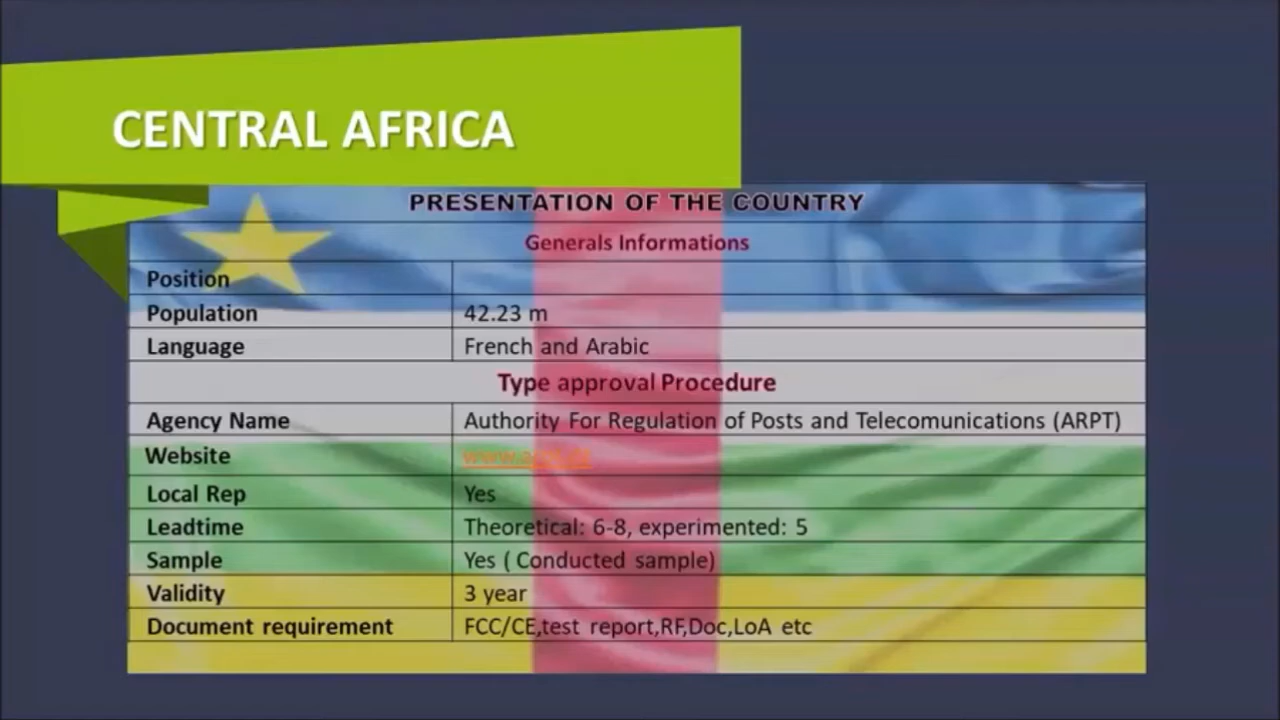 CENTRAL AFRICA
PRESENTATION OF THE COUNTRY
Generals Informations
Position
Population 42.23 m
Language French and Arabic
Type approval Procedure
Agency Name Authority For Regulation of Posts and Telecomunications (ARPT)
Website
Local Rep Yes
Leadtime Theoretical: 6-8, experimented: 5
Sample Yes ( Conducted sample)
Validity 3 year
Document requirement FCC/CE,test report,RF,Doc,LoA etc